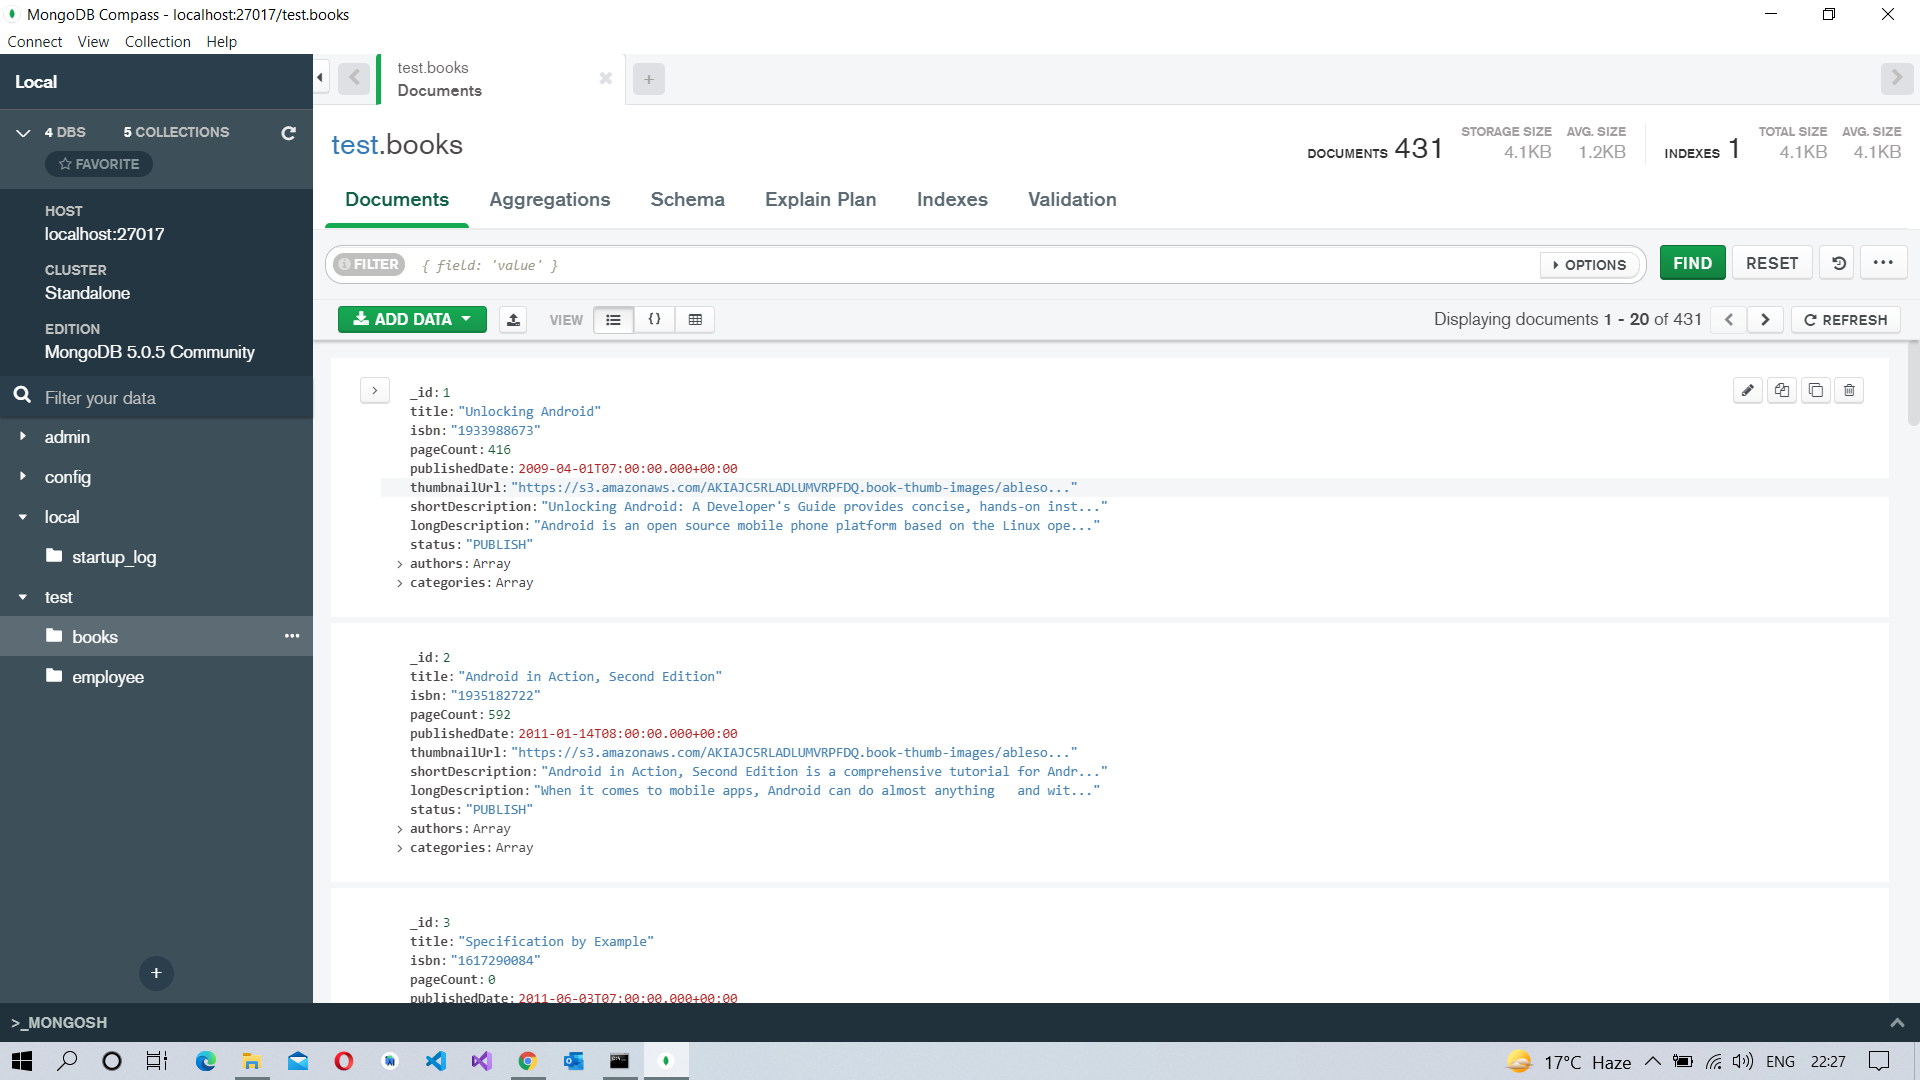 MongoDB Compass - localhost:27017/test.books
Connect View Collection Help
Local
4 DBS 5 COLLECTIONS
FAVORITE
HOST
localhost:27017
CLUSTER
Standalone
EDITION
MongoDB 5.0.5 Community
Filter your data
admin
config
local
startup_log
test
books
employee
test.books
Documents
test.books
DOCUMENTS 431
STORAGE SIZE 4.1KB
AVG. SIZE 1.2KB
INDEXES 1
TOTAL SIZE 4.1KB
AVG. SIZE 4.1KB
Documents Aggregations Schema Explain Plan Indexes Validation
FILTER { field: 'value' } OPTIONS FIND RESET
ADD DATA VIEW {} Displaying documents 1 - 20 of 431 REFRESH
_id: 1
title: "Unlocking Android"
isbn: "1933988673"
pageCount: 416
publishedDate: 2009-04-01T07:00:00.000+00:00
thumbnailUrl: "https://s3.amazonaws.com/AKIAJC5RLADLUMVRPFDQ.book-thumb-images/ableso..."
shortDescription: "Unlocking Android: A Developer's Guide provides concise, hands-on inst..."
longDescription: "Android is an open source mobile phone platform based on the Linux ope..."
status: "PUBLISH"
authors: Array
categories: Array
_id: 2
title: "Android in Action, Second Edition"
isbn: "1935182722"
pageCount: 592
publishedDate: 2011-01-14T08:00:00.000+00:00
thumbnailUrl: "https://s3.amazonaws.com/AKIAJC5RLADLUMVRPFDQ.book-thumb-images/ableso..."
shortDescription: "Android in Action, Second Edition is a comprehensive tutorial for Andr..."
longDescription: "When it comes to mobile apps, Android can do almost anything   and wit..."
status: "PUBLISH"
authors: Array
categories: Array
_id: 3
title: "Specification by Example"
isbn: "1617290084"
pageCount: 0
publishedDate: 2011-06-03T07:00:00.000+00:00
>_MONGOSH
17°C Haze ENG 22:27